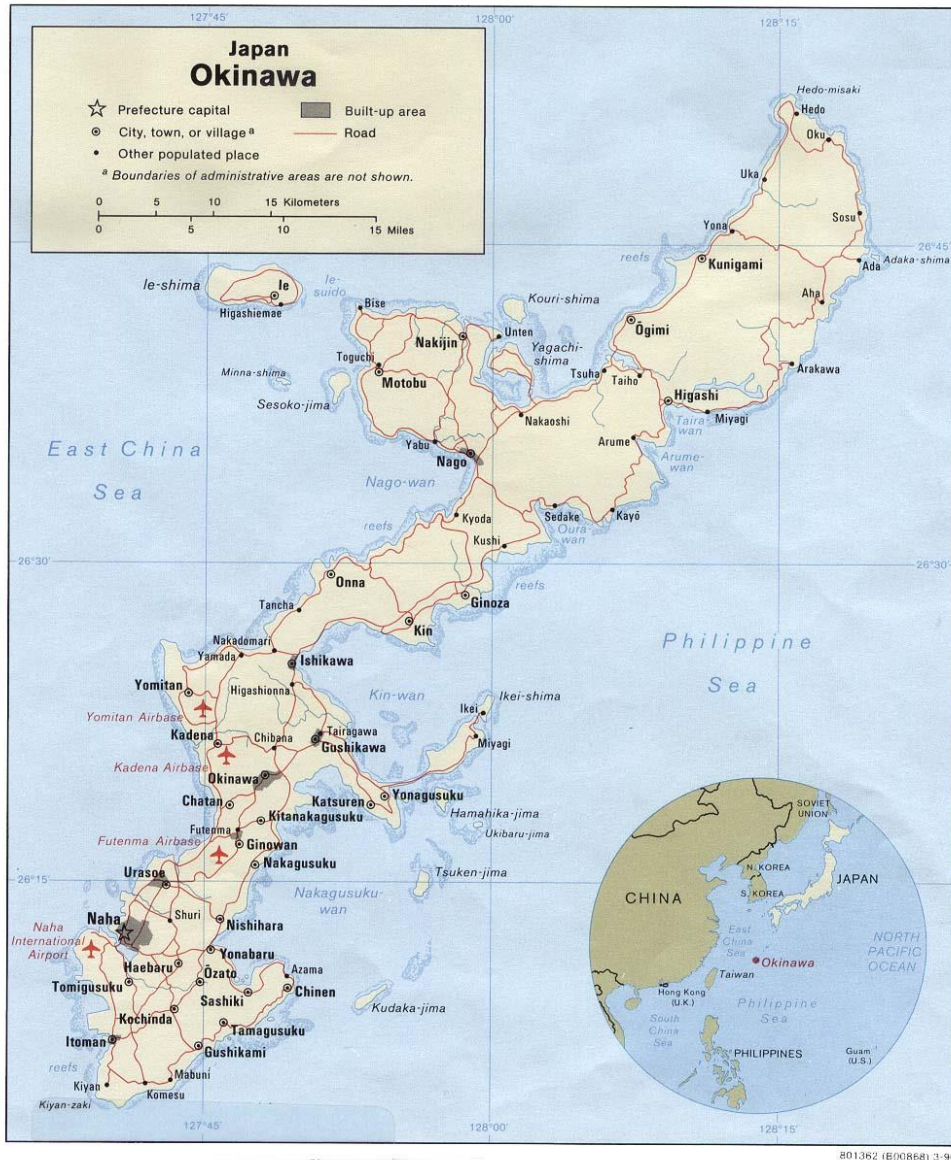 127°45'
128°00'
128°15'
Japan
Okinawa
Prefecture capital
Built-up area
City, town, or village ª
Road
Other populated place
ª Boundaries of administrative areas are not shown.
0 5 10 15 Kilometers
0 5 10 15 Miles
Hedo-misaki
Hedo
Oku
Uka
Sosu
Yona
26°45'
26°45'
reefs
Kunigami
Ada
Adaka-shima
Ie-shima
Ie
Higashiemae
Ie-
suido
Bise
Kouri-shima
Aha
Nakijin
Unten
Ōgimi
Yagachi-
shima
Toguchi
Minna-shima
Motobu
Tsuha
Taiho
Arakawa
Sesoko-jima
Higashi
Nakaoshi
Taira-
wan
Miyagi
East China
Sea
Yabu
Nago
Arume
Arume-
wan
Nago-wan
reefs
Kyoda
Sedake
Oura-
wan
Kayō
Kushi
26°30'
26°30'
Onna
reefs
Ginoza
Tancha
Kin
Nakadomari
Yamada
Ishikawa
Philippine
Sea
Yomitan
Higashionna
Kin-wan
Ikei-shima
Ikei
Yomitan Airbase
Kadena
Chibana
Tairagawa
Gushikawa
Miyagi
Kadena Airbase
Okinawa
Chatan
Katsuren
Yonagusuku
Kitanakagusuku
Hamahika-jima
Futenma
Ukibaru-jima
Futenma Airbase
Ginowan
Nakagusuku
Urasoe
Tsuken-jima
26°15'
Nakagusuku-
wan
Naha
Shuri
Nishihara
Naha
International
Airport
Yonabaru
Haebaru
Ōzato
Azama
Tomigusuku
Sashiki
Chinen
Kochinda
Kudaka-jima
Tamagusuku
Itoman
Gushikami
reefs
Kiyan
Mabuni
Komesu
Kiyan-zaki
SOVIET
UNION
N. KOREA
S. KOREA
CHINA
JAPAN
East
China
Sea
NORTH
PACIFIC
OCEAN
Okinawa
Taiwan
Hong Kong
(U.K.)
Philippine
Sea
South
China
Sea
PHILIPPINES
Guam
(U.S.)
127°45'
128°00'
128°15'
801362 (E00868) 3-9